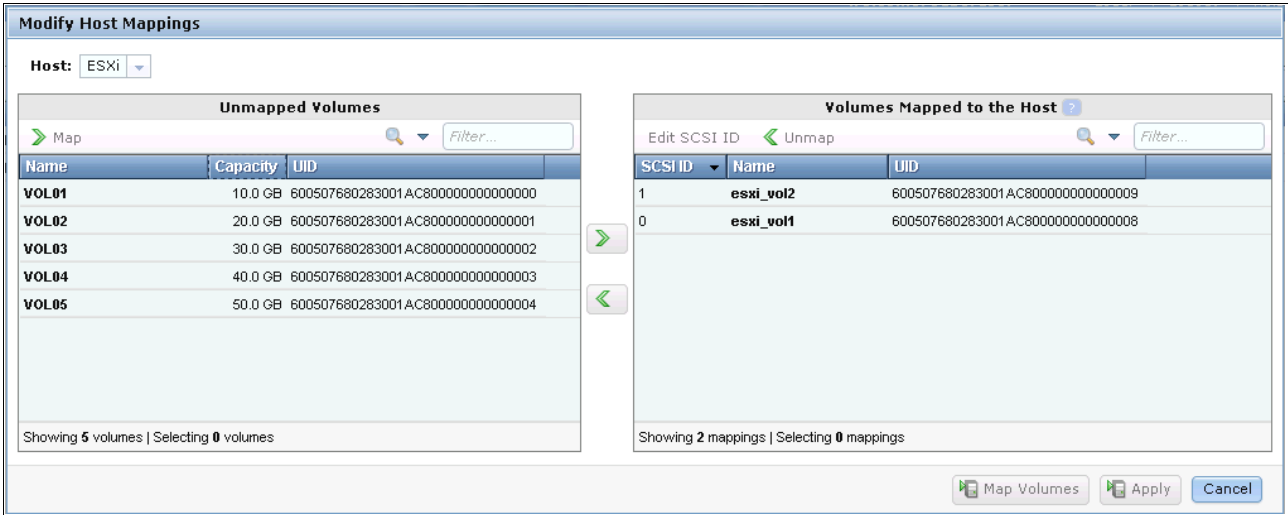 Modify Host Mappings
Host: ESXi
Unmapped Volumes
Map Filter...
Name Capacity UID
VOL01 10.0 GB 600507680283001AC800000000000000
VOL02 20.0 GB 600507680283001AC800000000000001
VOL03 30.0 GB 600507680283001AC800000000000002
VOL04 40.0 GB 600507680283001AC800000000000003
VOL05 50.0 GB 600507680283001AC800000000000004
Showing 5 volumes | Selecting 0 volumes
Volumes Mapped to the Host ?
Edit SCSI ID Unmap Filter...
SCSI ID Name UID
1 esxi_vol2 600507680283001AC800000000000009
0 esxi_vol1 600507680283001AC800000000000008
Showing 2 mappings | Selecting 0 mappings
Map Volumes Apply Cancel